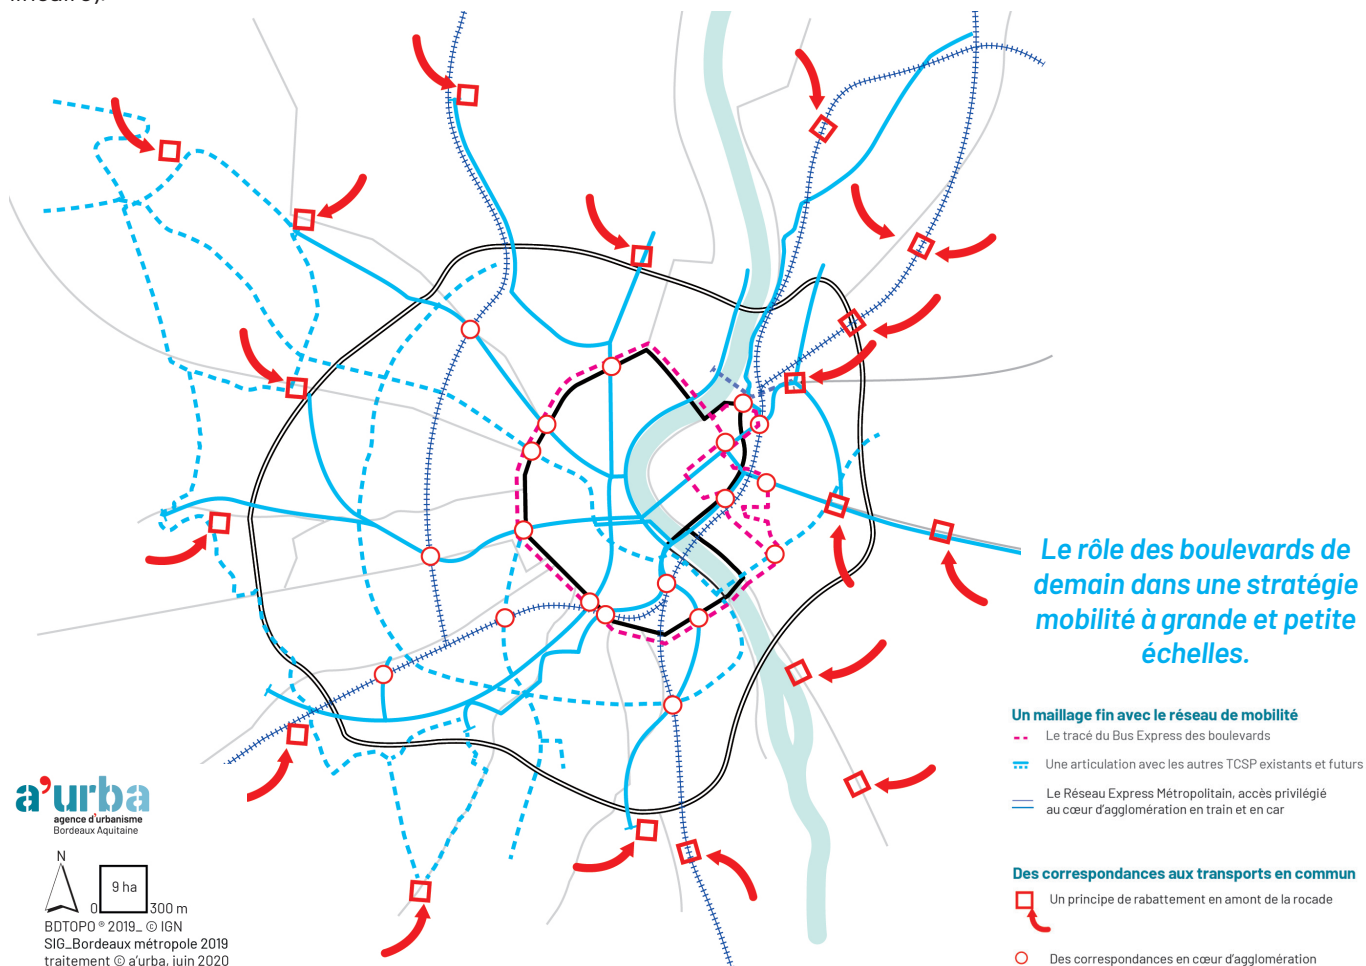 Le rôle des boulevards de
demain dans une stratégie
mobilité à grande et petite
échelles.
Un maillage fin avec le réseau de mobilité
Le tracé du Bus Express des boulevards
Une articulation avec les autres TCSP existants et futurs
Le Réseau Express Métropolitain, accès privilégié
au cœur d'agglomération en train et en car
Des correspondances aux transports en commun
Un principe de rabattement en amont de la rocade
Des correspondances en cœur d'agglomération
a'urba
agence d'urbanisme
Bordeaux Aquitaine
N
9 ha
0 300 m
BDTOPO ® 2019_ © IGN
SIG_Bordeaux métropole 2019
traitement © a'urba, juin 2020